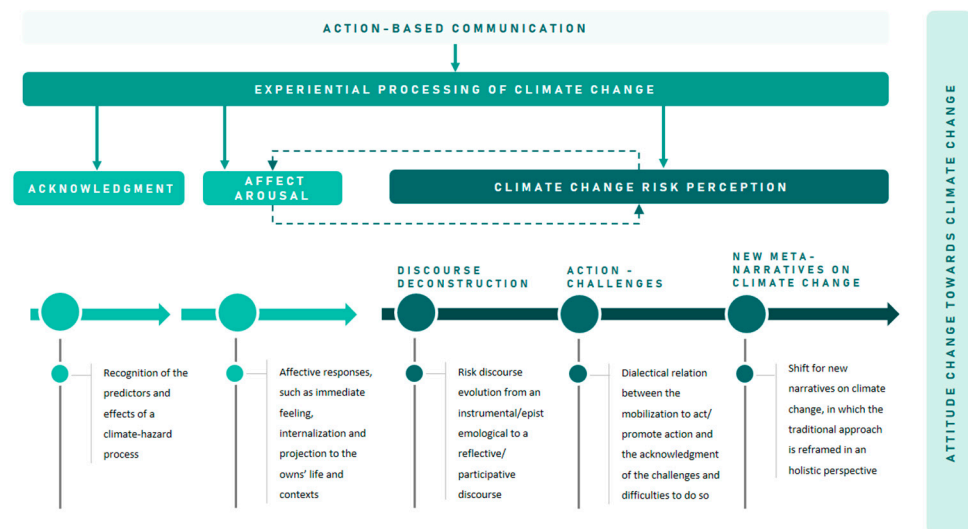 ACTION-BASED COMMUNICATION
EXPERIENTIAL PROCESSING OF CLIMATE CHANGE
ACKNOWLEDGMENT
AFFECT
AROUSAL
CLIMATE CHANGE RISK PERCEPTION
DISCOURSE
DECONSTRUCTION
ACTION -
CHALLENGES
NEW META-
NARRATIVES ON
CLIMATE CHANGE
Recognition of the
predictors and
effects of a
climate-hazard
process
Affective responses,
such as immediate
feeling,
internalization and
projection to the
owns' life and
contexts
Risk discourse
evolution from an
instrumental/epist
emological to a
reflective/
participative
discourse
Dialectical relation
between the
mobilization to act/
promote action and
the acknowledgment
of the challenges and
difficulties to do so
Shift for new
narratives on climate
change, in which the
traditional approach
is reframed in an
holistic perspective
ATTITUDE CHANGE TOWARDS CLIMATE CHANGE